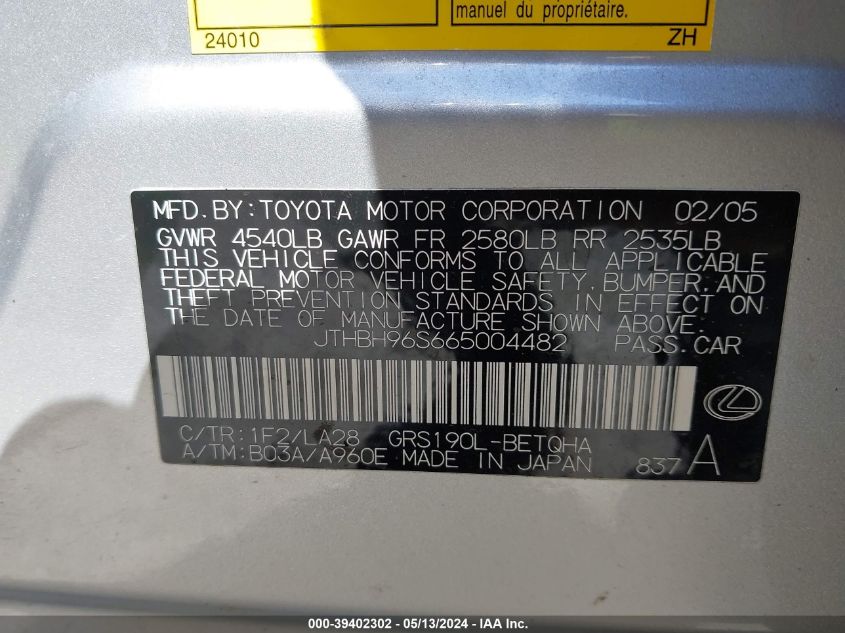 manuel du propriétaire.
24010 ZH
MFD.BY:TOYOTA MOTOR CORPORATION 02/05
GVWR 4540LB GAWR FR 2580LB RR 2535LB
THIS VEHICLE CONFORMS TO ALL APPLICABLE
FEDERAL MOTOR VEHICLE SAFETY,BUMPER,AND
THEFT PREVENTION STANDARDS IN EFFECT ON
THE DATE OF MANUFACTURE SHOWN ABOVE.
JTHBH96S665004482 PASS.CAR
C/TR:1F2/LA28 GRS190L-BETQHA
A/TM:B03A/A960E MADE IN JAPAN 837 A
000-39402302 / 05/13/2024 - IAA Inc.